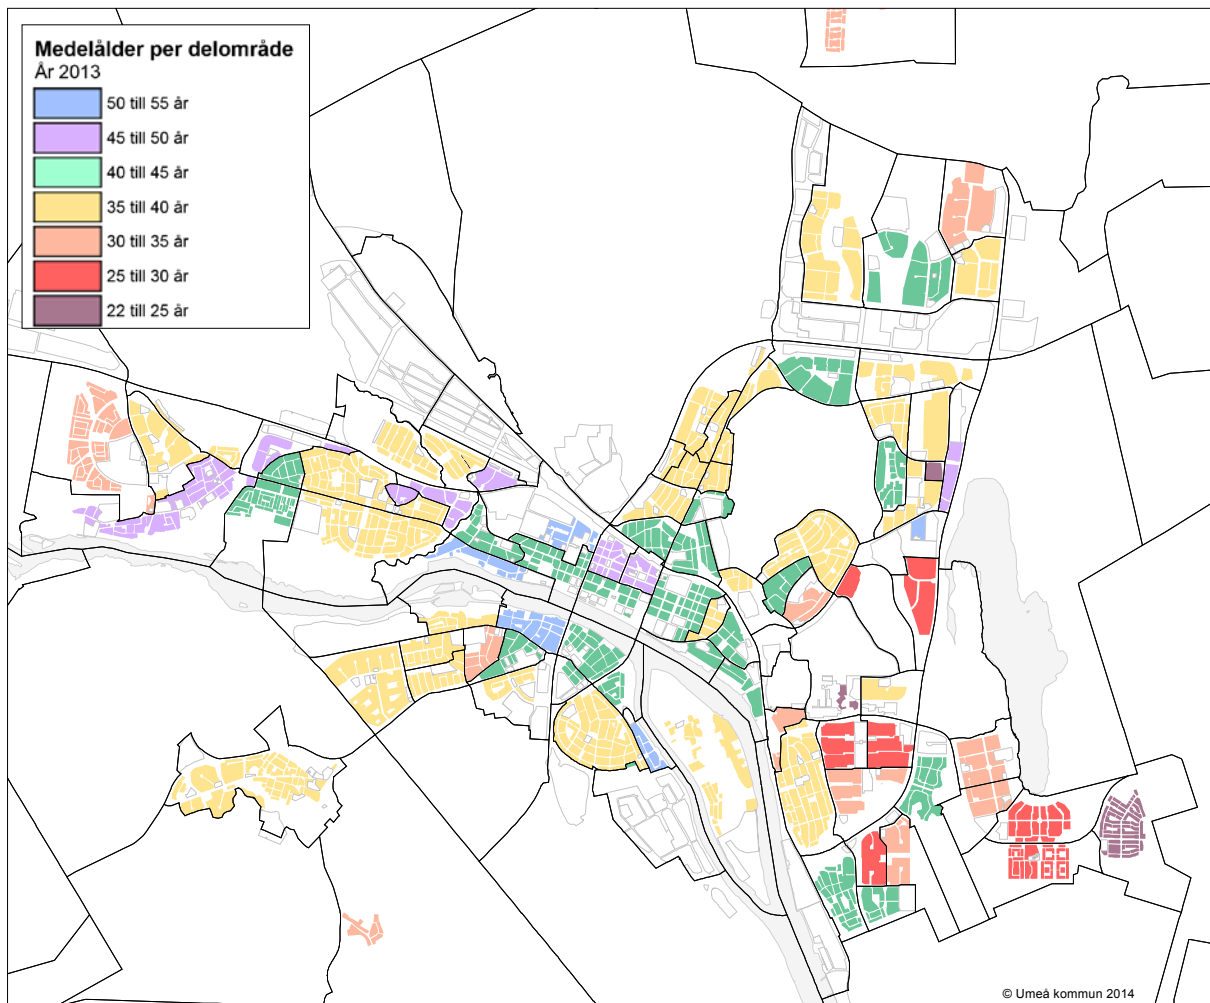 Medelålder per delområde
År 2013
50 till 55 år
45 till 50 år
40 till 45 år
35 till 40 år
30 till 35 år
25 till 30 år
22 till 25 år
© Umeå kommun 2014